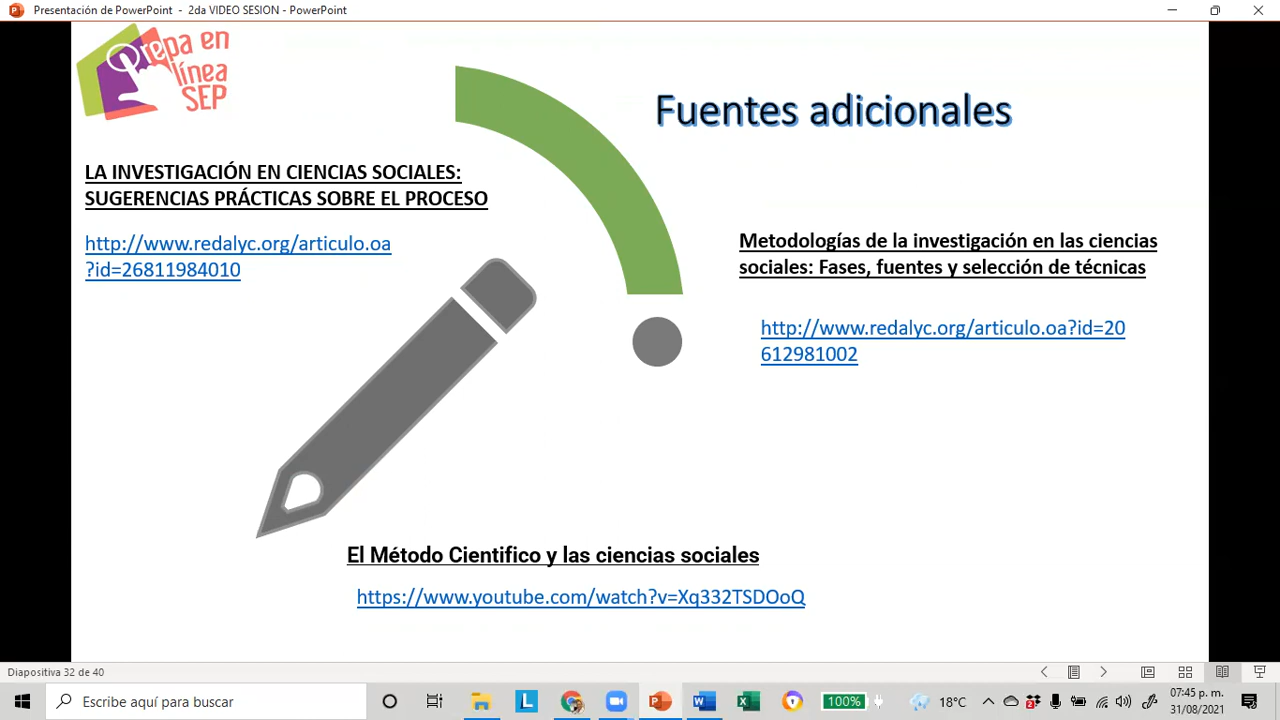 Presentación de PowerPoint - 2da VIDEO SESION - PowerPoint
Prepa en
línea
SEP
Fuentes adicionales
LA INVESTIGACIÓN EN CIENCIAS SOCIALES:
SUGERENCIAS PRÁCTICAS SOBRE EL PROCESO
http://www.redalyc.org/articulo.oa
?id=26811984010
Metodologías de la investigación en las ciencias
sociales: Fases, fuentes y selección de técnicas
http://www.redalyc.org/articulo.oa?id=20
612981002
El Método Cientifico y las ciencias sociales
https://www.youtube.com/watch?v=Xq332TSDOoQ
Diapositiva 32 de 40
Escribe aquí para buscar
100%
18°C
07:45 p. m.
31/08/2021